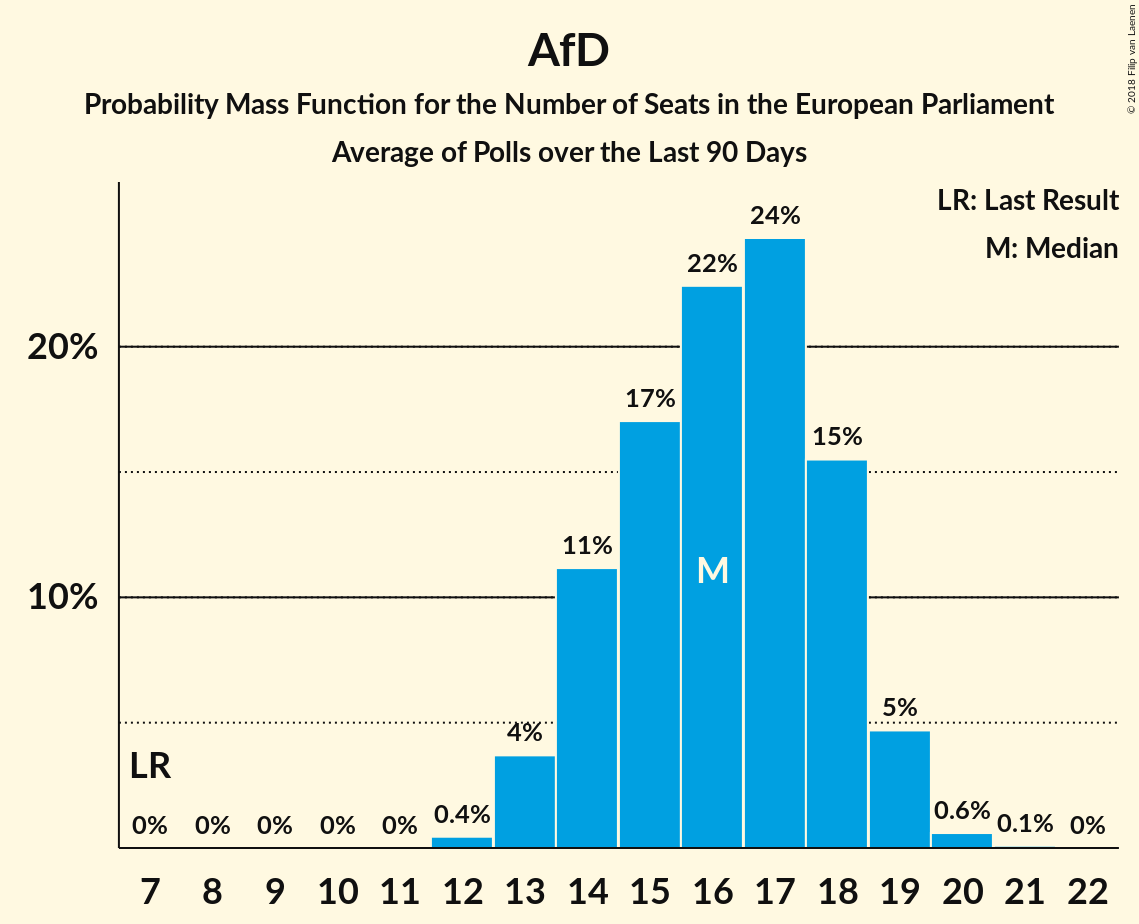 AfD
Probability Mass Function for the Number of Seats in the European Parliament
Average of Polls over the Last 90 Days
© 2018 Filip van Laenen
LR: Last Result
M: Median
20%
10%
24%
22%
17%
15%
11%
M
5%
4%
LR
0% 0% 0% 0% 0% 0.4% 0.6% 0.1% 0%
7 8 9 10 11 12 13 14 15 16 17 18 19 20 21 22